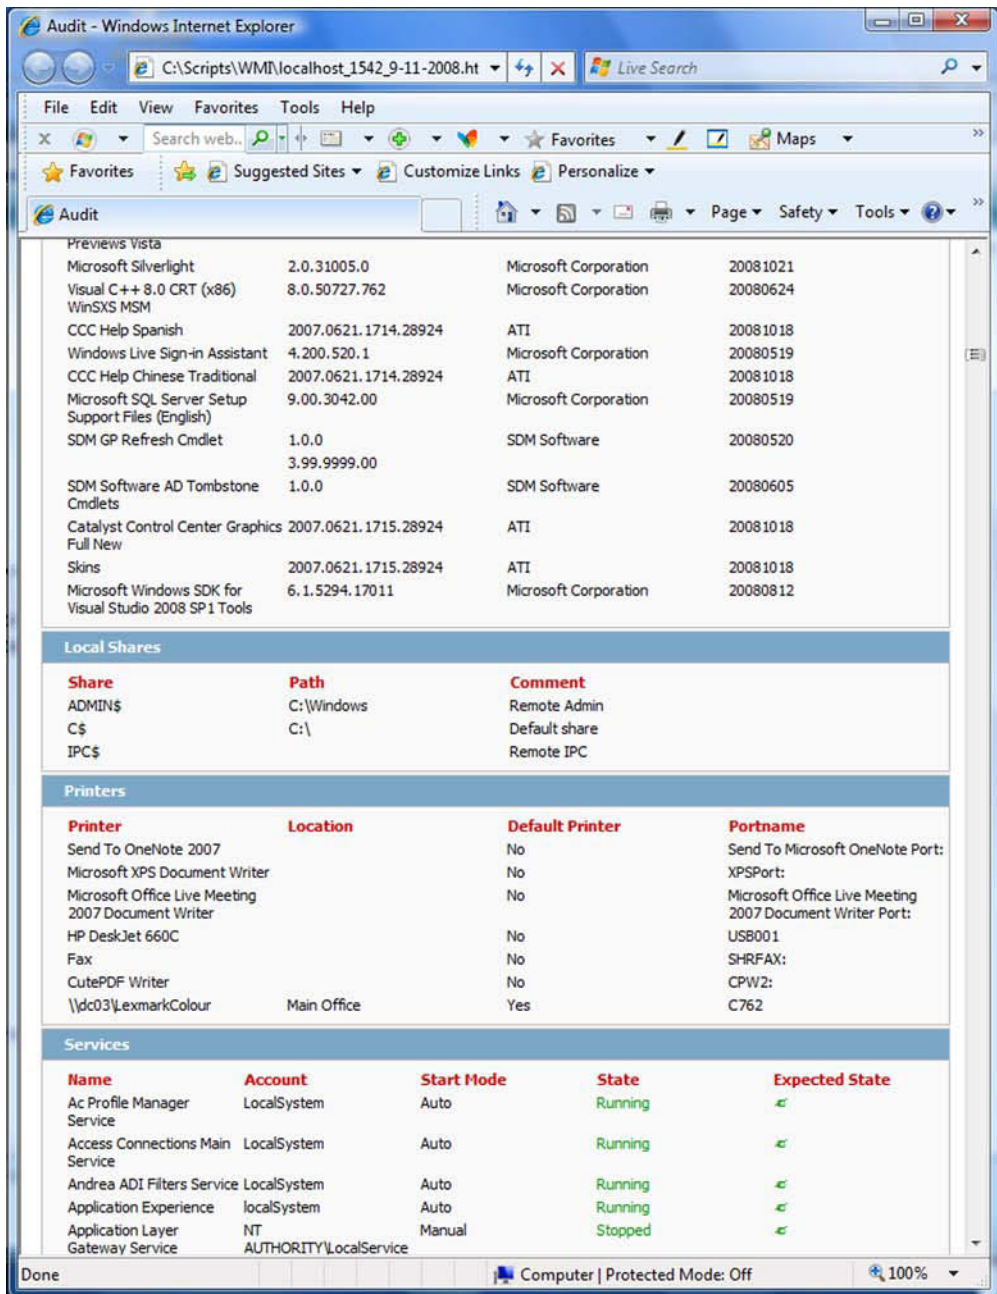 Audit - Windows Internet Explorer
C:\Scripts\WMI\localhost_1542_9-11-2008.ht
Live Search
File Edit View Favorites Tools Help
Search web.. Favorites Maps
Favorites Suggested Sites Customize Links Personalize
Audit Page Safety Tools
Previews Vista
Microsoft Silverlight 2.0.31005.0 Microsoft Corporation 20081021
Visual C++ 8.0 CRT (x86) 8.0.50727.762 Microsoft Corporation 20080624
WinSXS MSM
CCC Help Spanish 2007.0621.1714.28924 ATI 20081018
Windows Live Sign-in Assistant 4.200.520.1 Microsoft Corporation 20080519
CCC Help Chinese Traditional 2007.0621.1714.28924 ATI 20081018
Microsoft SQL Server Setup 9.00.3042.00 Microsoft Corporation 20080519
Support Files (English)
SDM GP Refresh Cmdlet 1.0.0 SDM Software 20080520
3.99.9999.00
SDM Software AD Tombstone 1.0.0 SDM Software 20080605
Cmdlets
Catalyst Control Center Graphics 2007.0621.1715.28924 ATI 20081018
Full New
Skins 2007.0621.1715.28924 ATI 20081018
Microsoft Windows SDK for 6.1.5294.17011 Microsoft Corporation 20080812
Visual Studio 2008 SP1 Tools
Local Shares
Share Path Comment
ADMIN$ C:\Windows Remote Admin
C$ C:\ Default share
IPC$ Remote IPC
Printers
Printer Location Default Printer Portname
Send To OneNote 2007 No Send To Microsoft OneNote Port:
Microsoft XPS Document Writer No XPSPort:
Microsoft Office Live Meeting No Microsoft Office Live Meeting
2007 Document Writer 2007 Document Writer Port:
HP DeskJet 660C No USB001
Fax No SHRFAX:
CutePDF Writer No CPW2:
\\dc03\LexmarkColour Main Office Yes C762
Services
Name Account Start Mode State Expected State
Ac Profile Manager LocalSystem Auto Running
Service
Access Connections Main LocalSystem Auto Running
Service
Andrea ADI Filters Service LocalSystem Auto Running
Application Experience localSystem Auto Running
Application Layer NT Manual Stopped
Gateway Service AUTHORITY\LocalService
Done Computer | Protected Mode: Off 100%